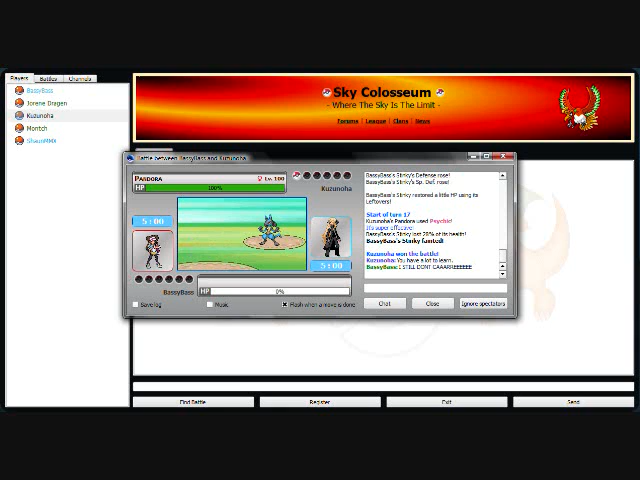 Players
Battles
Channels
BassyBass
Jorene Dragen
Kuzunoha
Montch
ShaunMMX
Sky Colosseum
- Where The Sky Is The Limit -
Forums | League | Clans | News
Battle between BassyBass and Kuzunoha
Pandora
Lv.100
HP
100%
Kuzunoha
5:00
5:00
BassyBass
HP
0%
Save log
Music
Flash when a move is done
BassyBass's Stinky's Defense rose!
BassyBass's Stinky's Sp. Def. rose!
BassyBass's Stinky restored a little HP using its
Leftovers!
Start of turn 17
Kuzunoha's Pandora used Psychic!
It's super effective!
BassyBass's Stinky lost 28% of its health!
BassyBass's Stinky fainted!
Kuzunoha won the battle!
Kuzunoha: You have a lot to learn.
BassyBass: I STILL DONT CAAARREEEEEE
Chat
Close
Ignore spectators
Find Battle
Register
Exit
Send